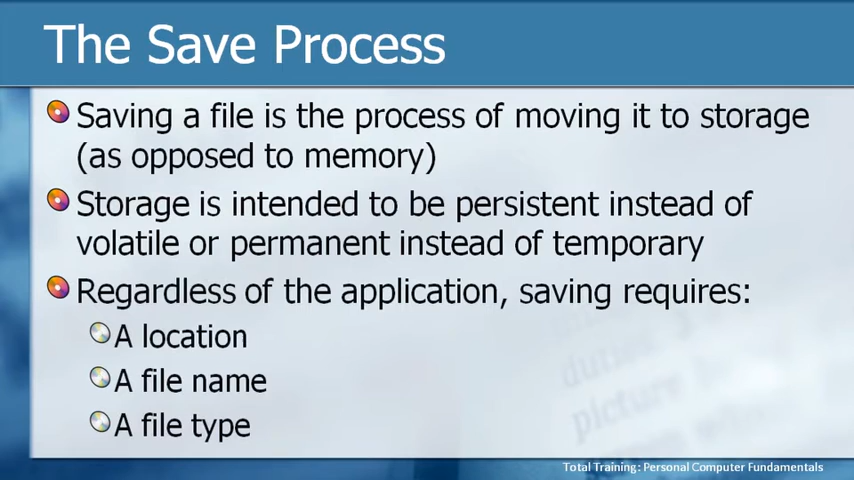 The Save Process
Saving a file is the process of moving it to storage
(as opposed to memory)
Storage is intended to be persistent instead of
volatile or permanent instead of temporary
Regardless of the application, saving requires:
A location
A file name
A file type
duties
picture
Total Training: Personal Computer Fundamentals